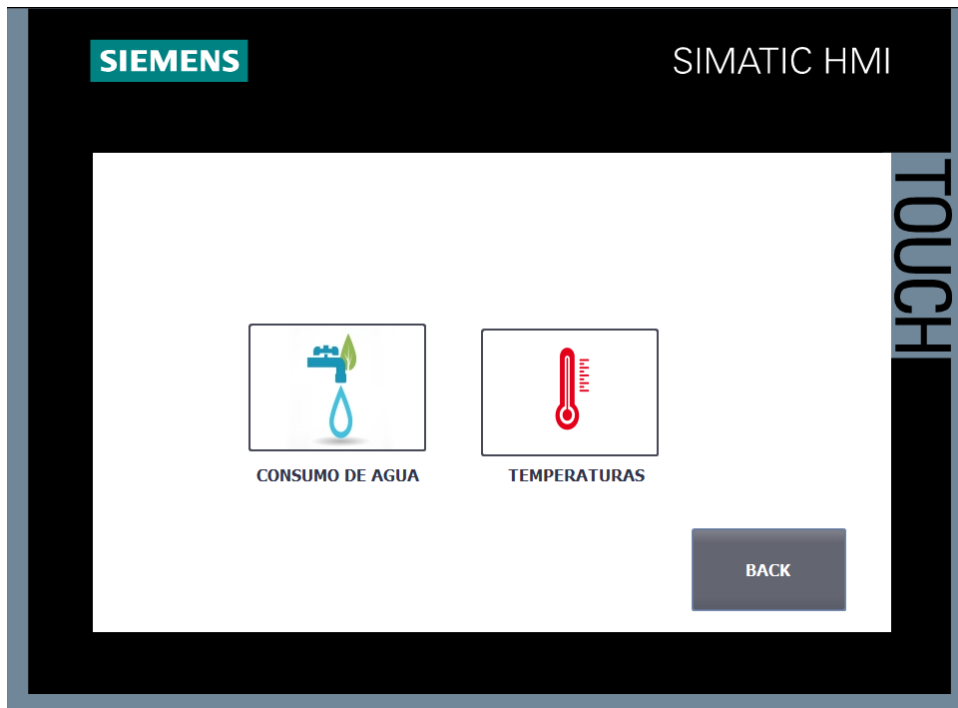 SIEMENS
SIMATIC HMI
TOUCH
CONSUMO DE AGUA
TEMPERATURAS
BACK